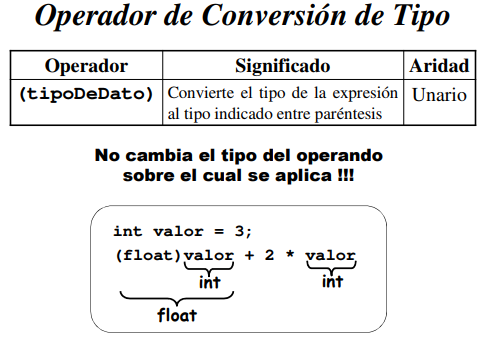 Operador de Conversión de Tipo
Operador Significado Aridad
(tipoDeDato) Convierte el tipo de la expresión Unario
al tipo indicado entre paréntesis
No cambia el tipo del operando
sobre el cual se aplica !!!
int valor = 3;
(float)valor + 2 * valor
int int
float